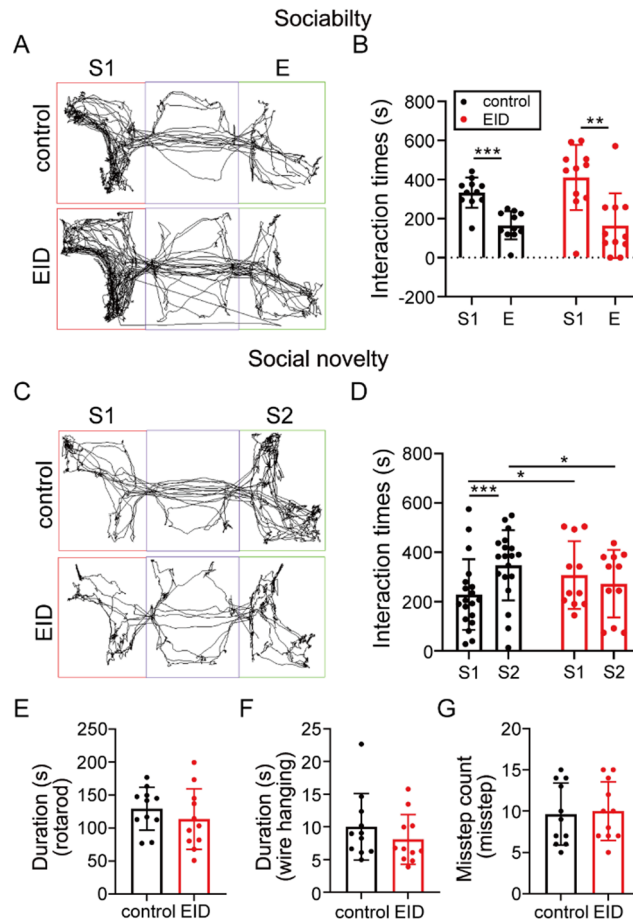 Sociabilty
A
S1
E
control
EID
B
Interaction times (s)
800
600
400
200
0
-200
control
EID
***
**
S1
E
S1
E
Social novelty
C
S1
S2
control
EID
D
Interaction times (s)
800
600
400
200
0
*
*
***
S1
S2
S1
S2
E
Duration (s)
(rotarod)
250
200
150
100
50
0
control EID
F
Duration (s)
(wire hanging)
25
20
15
10
5
0
control EID
G
Misstep count
(misstep)
20
15
10
5
0
control EID